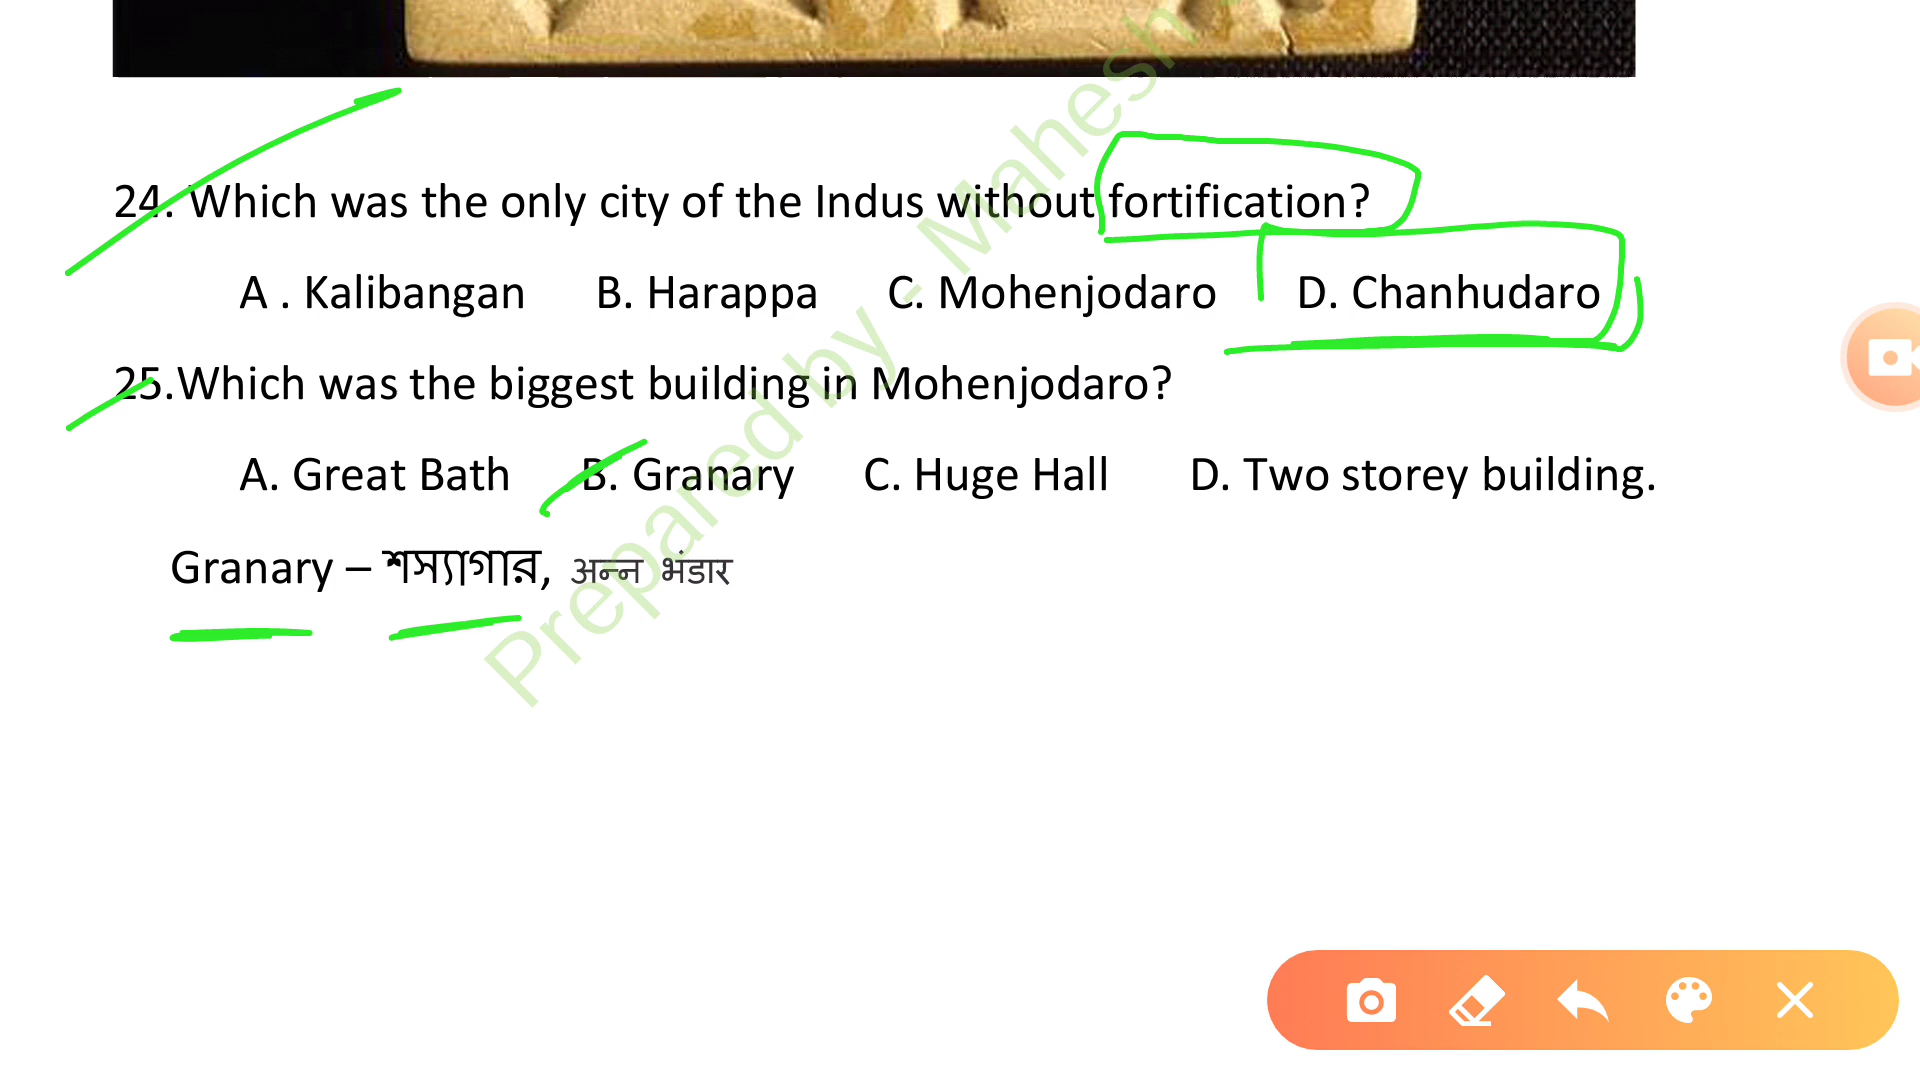 24. Which was the only city of the Indus without fortification?
A . Kalibangan B. Harappa C. Mohenjodaro D. Chanhudaro
25.Which was the biggest building in Mohenjodaro?
A. Great Bath B. Granary C. Huge Hall D. Two storey building.
Granary – শস্যাগার, अन्न भंडार
Prepared by - Mahesh